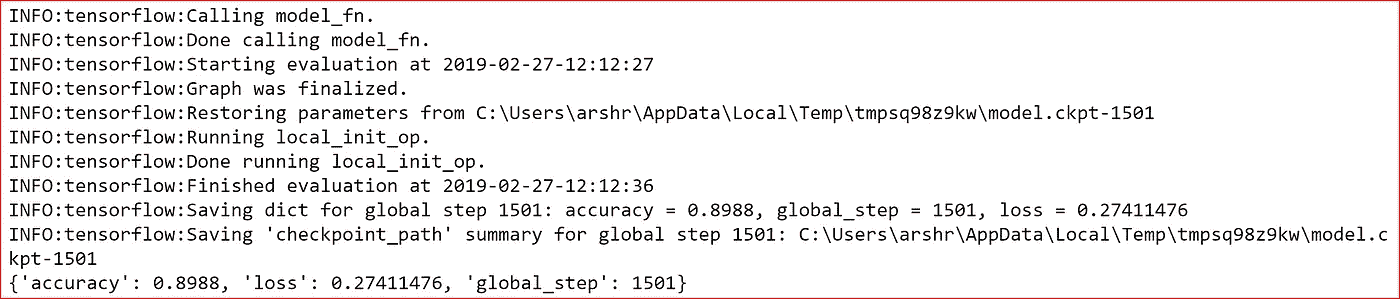 INFO:tensorflow:Calling model_fn.
INFO:tensorflow:Done calling model_fn.
INFO:tensorflow:Starting evaluation at 2019-02-27-12:12:27
INFO:tensorflow:Graph was finalized.
INFO:tensorflow:Restoring parameters from C:\Users\arshr\AppData\Local\Temp\tmpsq98z9kw\model.ckpt-1501
INFO:tensorflow:Running local_init_op.
INFO:tensorflow:Done running local_init_op.
INFO:tensorflow:Finished evaluation at 2019-02-27-12:12:36
INFO:tensorflow:Saving dict for global step 1501: accuracy = 0.8988, global_step = 1501, loss = 0.27411476
INFO:tensorflow:Saving 'checkpoint_path' summary for global step 1501: C:\Users\arshr\AppData\Local\Temp\tmpsq98z9kw\model.c
kpt-1501
{'accuracy': 0.8988, 'loss': 0.27411476, 'global_step': 1501}